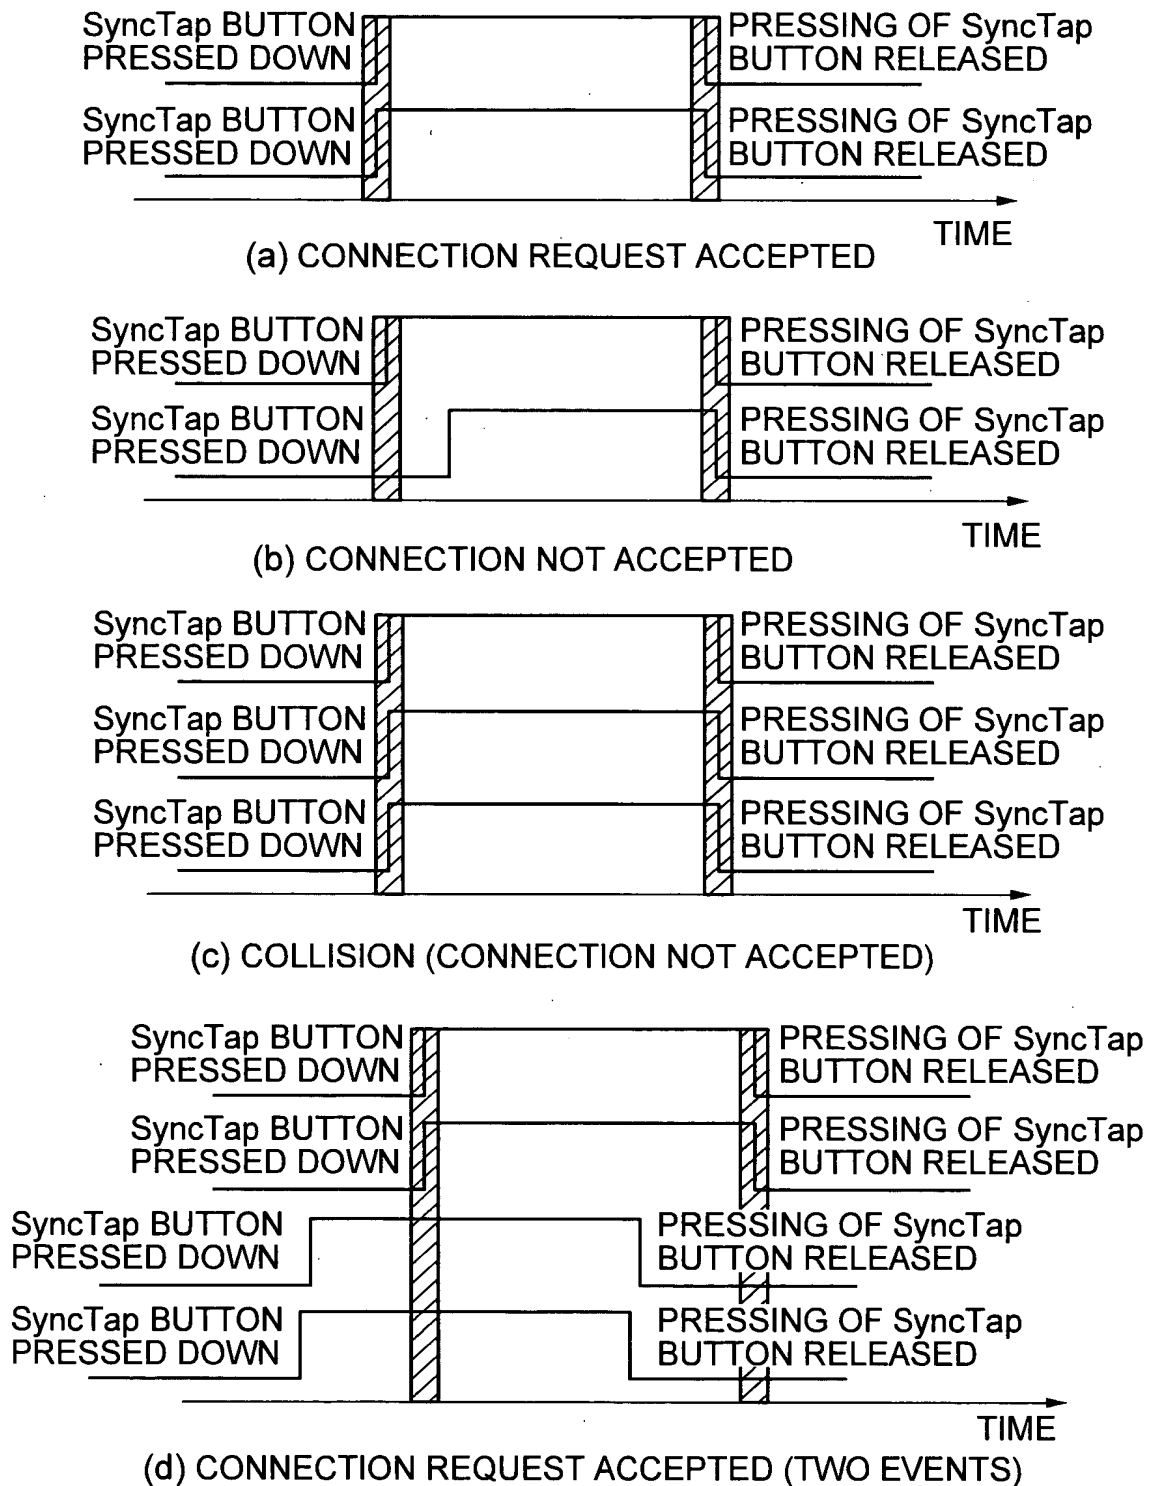 SyncTap BUTTON
PRESSED DOWN
PRESSING OF SyncTap
BUTTON RELEASED
SyncTap BUTTON
PRESSED DOWN
PRESSING OF SyncTap
BUTTON RELEASED
TIME
(a) CONNECTION REQUEST ACCEPTED
SyncTap BUTTON
PRESSED DOWN
PRESSING OF SyncTap
BUTTON RELEASED
SyncTap BUTTON
PRESSED DOWN
PRESSING OF SyncTap
BUTTON RELEASED
TIME
(b) CONNECTION NOT ACCEPTED
SyncTap BUTTON
PRESSED DOWN
PRESSING OF SyncTap
BUTTON RELEASED
SyncTap BUTTON
PRESSED DOWN
PRESSING OF SyncTap
BUTTON RELEASED
SyncTap BUTTON
PRESSED DOWN
PRESSING OF SyncTap
BUTTON RELEASED
TIME
(c) COLLISION (CONNECTION NOT ACCEPTED)
SyncTap BUTTON
PRESSED DOWN
PRESSING OF SyncTap
BUTTON RELEASED
SyncTap BUTTON
PRESSED DOWN
PRESSING OF SyncTap
BUTTON RELEASED
SyncTap BUTTON
PRESSED DOWN
PRESSING OF SyncTap
BUTTON RELEASED
SyncTap BUTTON
PRESSED DOWN
PRESSING OF SyncTap
BUTTON RELEASED
TIME
(d) CONNECTION REQUEST ACCEPTED (TWO EVENTS)